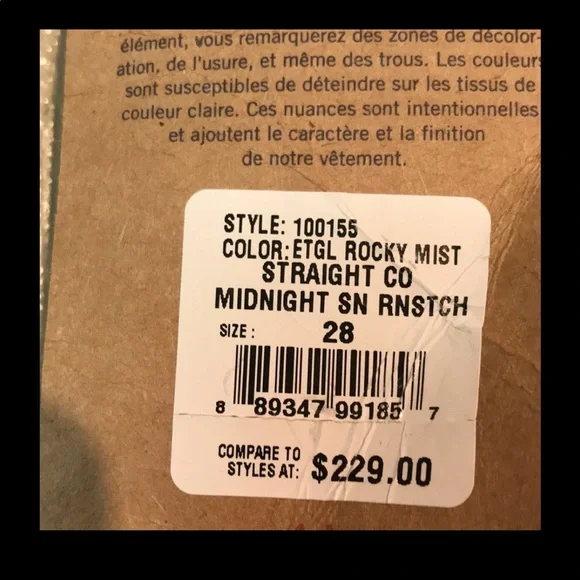 élément, vous remarquerez des zones de décolor-
ation, de l'usure, et même des trous. Les couleurs
sont susceptibles de déteindre sur les tissus de
couleur claire. Ces nuances sont intentionnelles
et ajoutent le caractère et la finition
de notre vêtement.
STYLE: 100155
COLOR: ETGL ROCKY MIST
STRAIGHT CO
MIDNIGHT SN RNSTCH
SIZE: 28
8 89347 99185 7
COMPARE TO
STYLES AT: $229.00